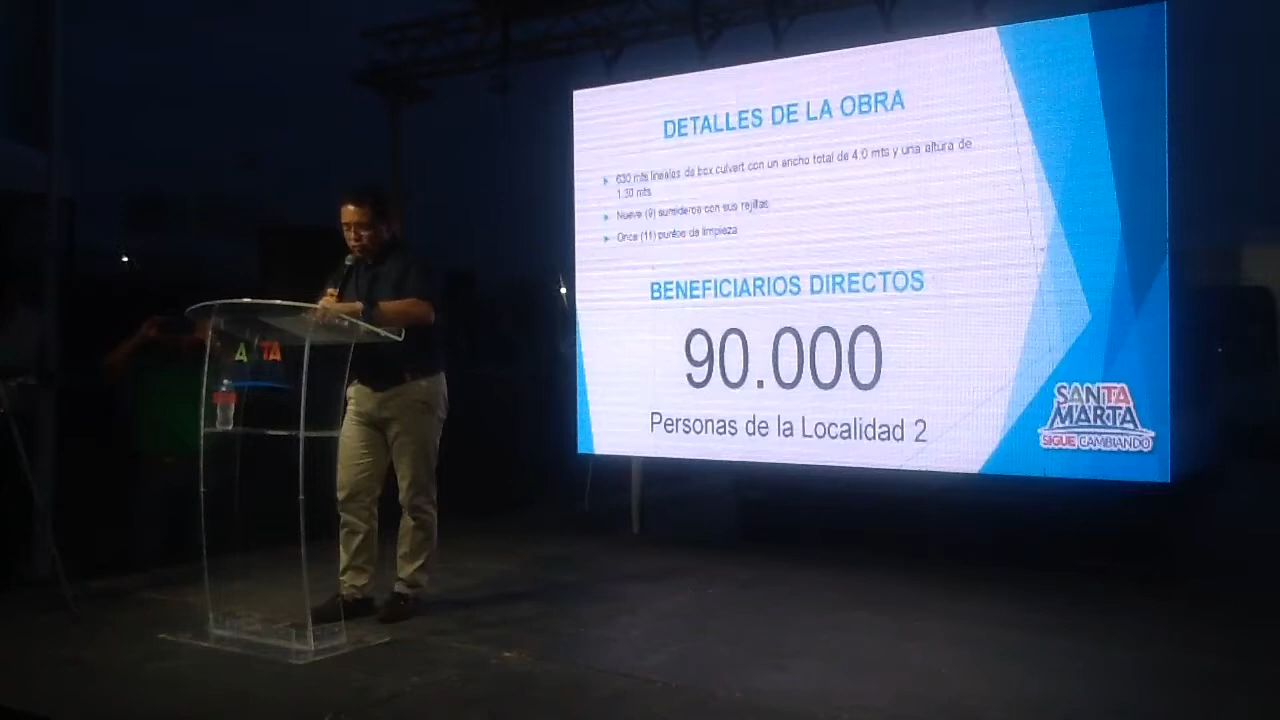 DETALLES DE LA OBRA
630 mts lineales de box culvert con un ancho total de 4.0 mts y una altura de
1.30 mts
Nueve (9) sumideros con sus rejillas
Once (11) puntos de limpieza
BENEFICIARIOS DIRECTOS
90.000
Personas de la Localidad 2
SANTA
MARTA
SIGUE CAMBIANDO
A TA